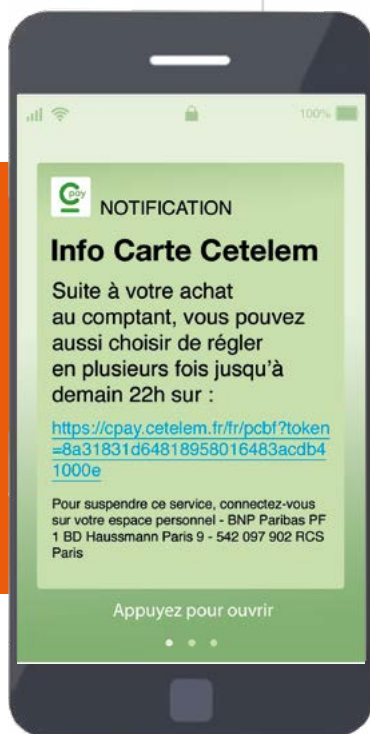 100%
C pay
NOTIFICATION
Info Carte Cetelem
Suite à votre achat
au comptant, vous pouvez
aussi choisir de régler
en plusieurs fois jusqu'à
demain 22h sur :
https://cpay.cetelem.fr/fr/pcbf?token
=8a31831d64818958016483acdb4
1000e
Pour suspendre ce service, connectez-vous
sur votre espace personnel - BNP Paribas PF
1 BD Haussmann Paris 9 - 542 097 902 RCS
Paris
Appuyez pour ouvrir